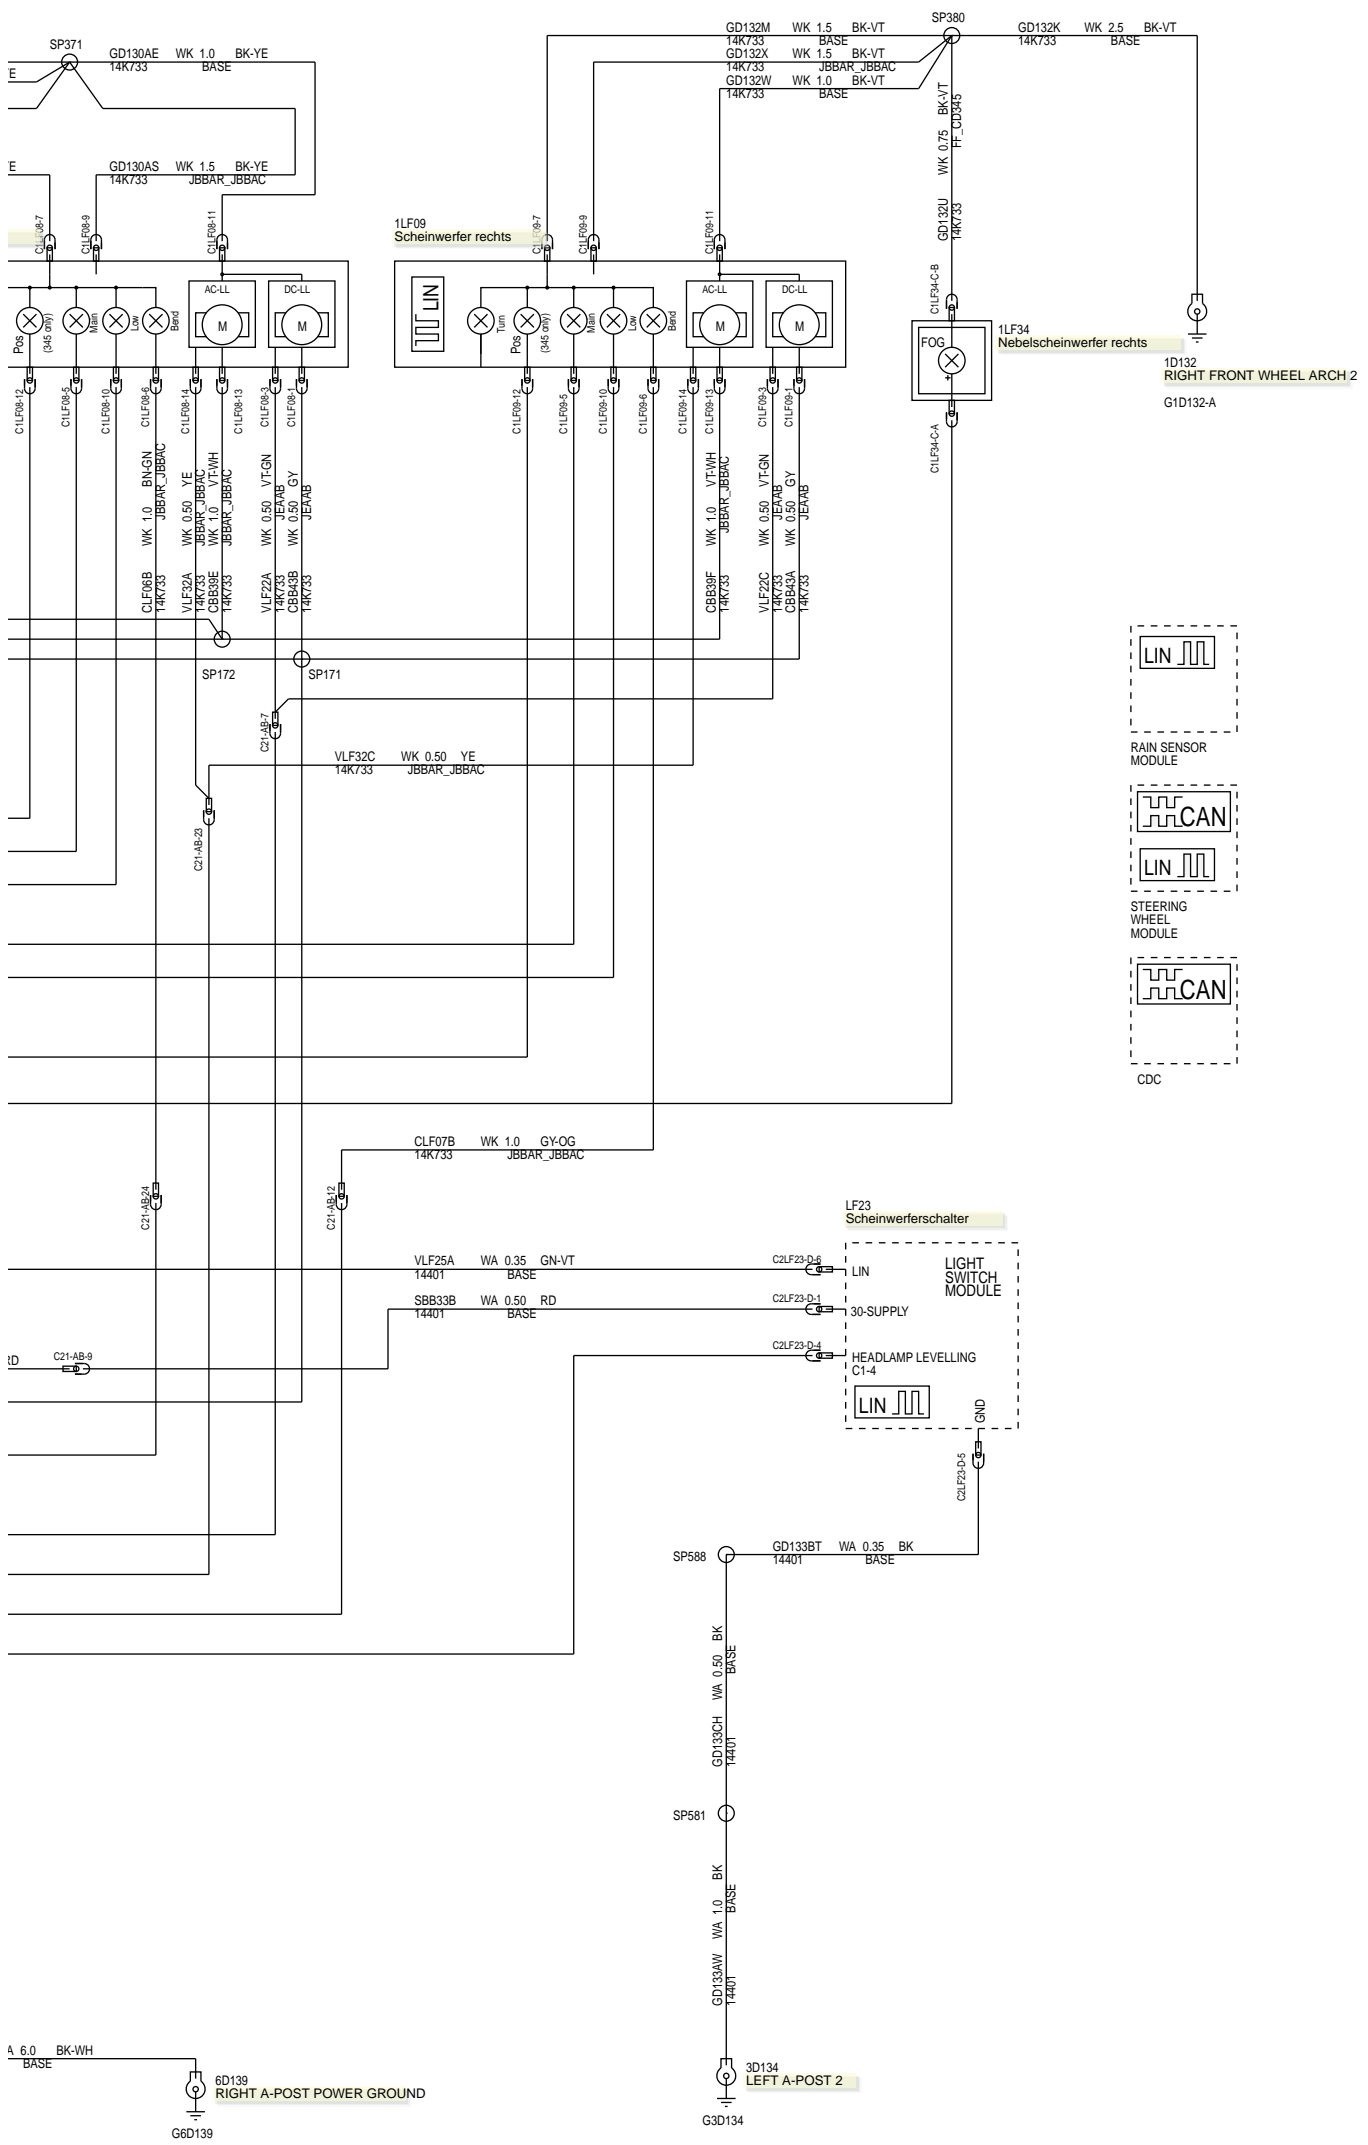 SP371
GD130AE WK 1.0 BK-YE
14K733 BASE
E
E
GD130AS WK 1.5 BK-YE
14K733 JBBAR_JBBAC
GD132M WK 1.5 BK-VT
14K733 BASE
GD132X WK 1.5 BK-VT
14K733 JBBAR_JBBAC
GD132W WK 1.0 BK-VT
14K733 BASE
SP380
GD132K WK 2.5 BK-VT
14K733 BASE
GD132U WK 0.75 BK-VT
14K733 FF_CD345
C1LF08-7
C1LF08-9
C1LF08-11
1LF09
Scheinwerfer rechts
C1LF09-7
C1LF09-9
C1LF09-11
C1LF34-C-B
Pos
(345 only)
Main
Low
Bend
AC-LL
M
DC-LL
M
LIN
Turn
Pos
(345 only)
Main
Low
Bend
AC-LL
M
DC-LL
M
FOG
+
1LF34
Nebelscheinwerfer rechts
1D132
RIGHT FRONT WHEEL ARCH 2
G1D132-A
C1LF08-12
C1LF08-5
C1LF08-10
C1LF08-6
C1LF08-14
C1LF08-13
C1LF08-3
C1LF08-1
C1LF09-12
C1LF09-5
C1LF09-10
C1LF09-6
C1LF09-14
C1LF09-13
C1LF09-3
C1LF09-1
C1LF34-C-A
CLF06B WK 1.0 BN-GN
14K733 JBBAR_JBBAC
VLF32A WK 0.50 YE
14K733 JBBAR_JBBAC
CBB39E WK 1.0 VT-WH
14K733 JBBAR_JBBAC
VLF22A WK 0.50 VT-GN
14K733 JEAAB
CBB43B WK 0.50 GY
14K733 JEAAB
CBB39F WK 1.0 VT-WH
14K733 JBBAR_JBBAC
VLF22C WK 0.50 VT-GN
14K733 JEAAB
CBB43A WK 0.50 GY
14K733 JEAAB
SP172
SP171
C21-AB-7
VLF32C WK 0.50 YE
14K733 JBBAR_JBBAC
C21-AB-23
LIN
RAIN SENSOR
MODULE
CAN
LIN
STEERING
WHEEL
MODULE
CAN
CDC
CLF07B WK 1.0 GY-OG
14K733 JBBAR_JBBAC
C21-AB-24
C21-AB-12
LF23
Scheinwerferschalter
VLF25A WA 0.35 GN-VT
14401 BASE
C2LF23-D-6
LIN
LIGHT
SWITCH
MODULE
SBB33B WA 0.50 RD
14401 BASE
C2LF23-D-1
30-SUPPLY
RD
C21-AB-9
C2LF23-D-4
HEADLAMP LEVELLING
C1-4
LIN
GND
C2LF23-D-5
SP588
GD133BT WA 0.35 BK
14401 BASE
GD133CH WA 0.50 BK
14401 BASE
SP581
GD133AW WA 1.0 BK
14401 BASE
A 6.0 BK-WH
BASE
6D139
RIGHT A-POST POWER GROUND
G6D139
3D134
LEFT A-POST 2
G3D134